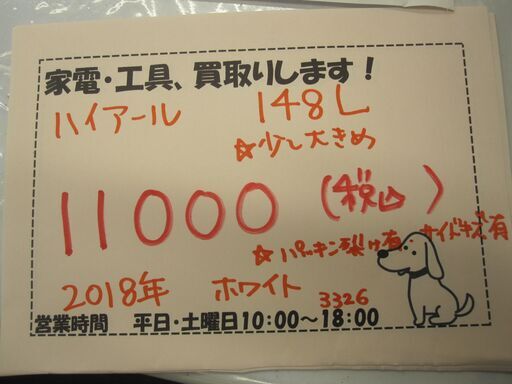 家電・工具、買取りします！
ハイアール 148L
☆少し大きめ
11000 (税込)
☆パッキン裂け有 サイドキズ有
2018年 ホワイト 3326
営業時間 平日・土曜日10:00～18:00